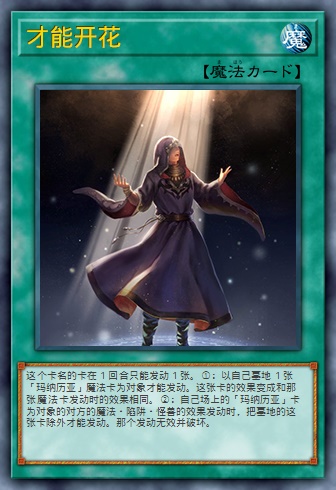 才能开花
魔
【魔法カード】
这个卡名的卡在１回合只能发动１张。①：以自己墓地 １张
「玛纳历亚」魔法卡为对象才能发动。这张卡的效果变成和那
张魔法卡发动时的效果相同。②：自己场上的「玛纳历亚」卡
为对象的对方的魔法・陷阱・怪兽的效果发动时，把墓地的这
张卡除外才能发动。那个发动无效并破坏。